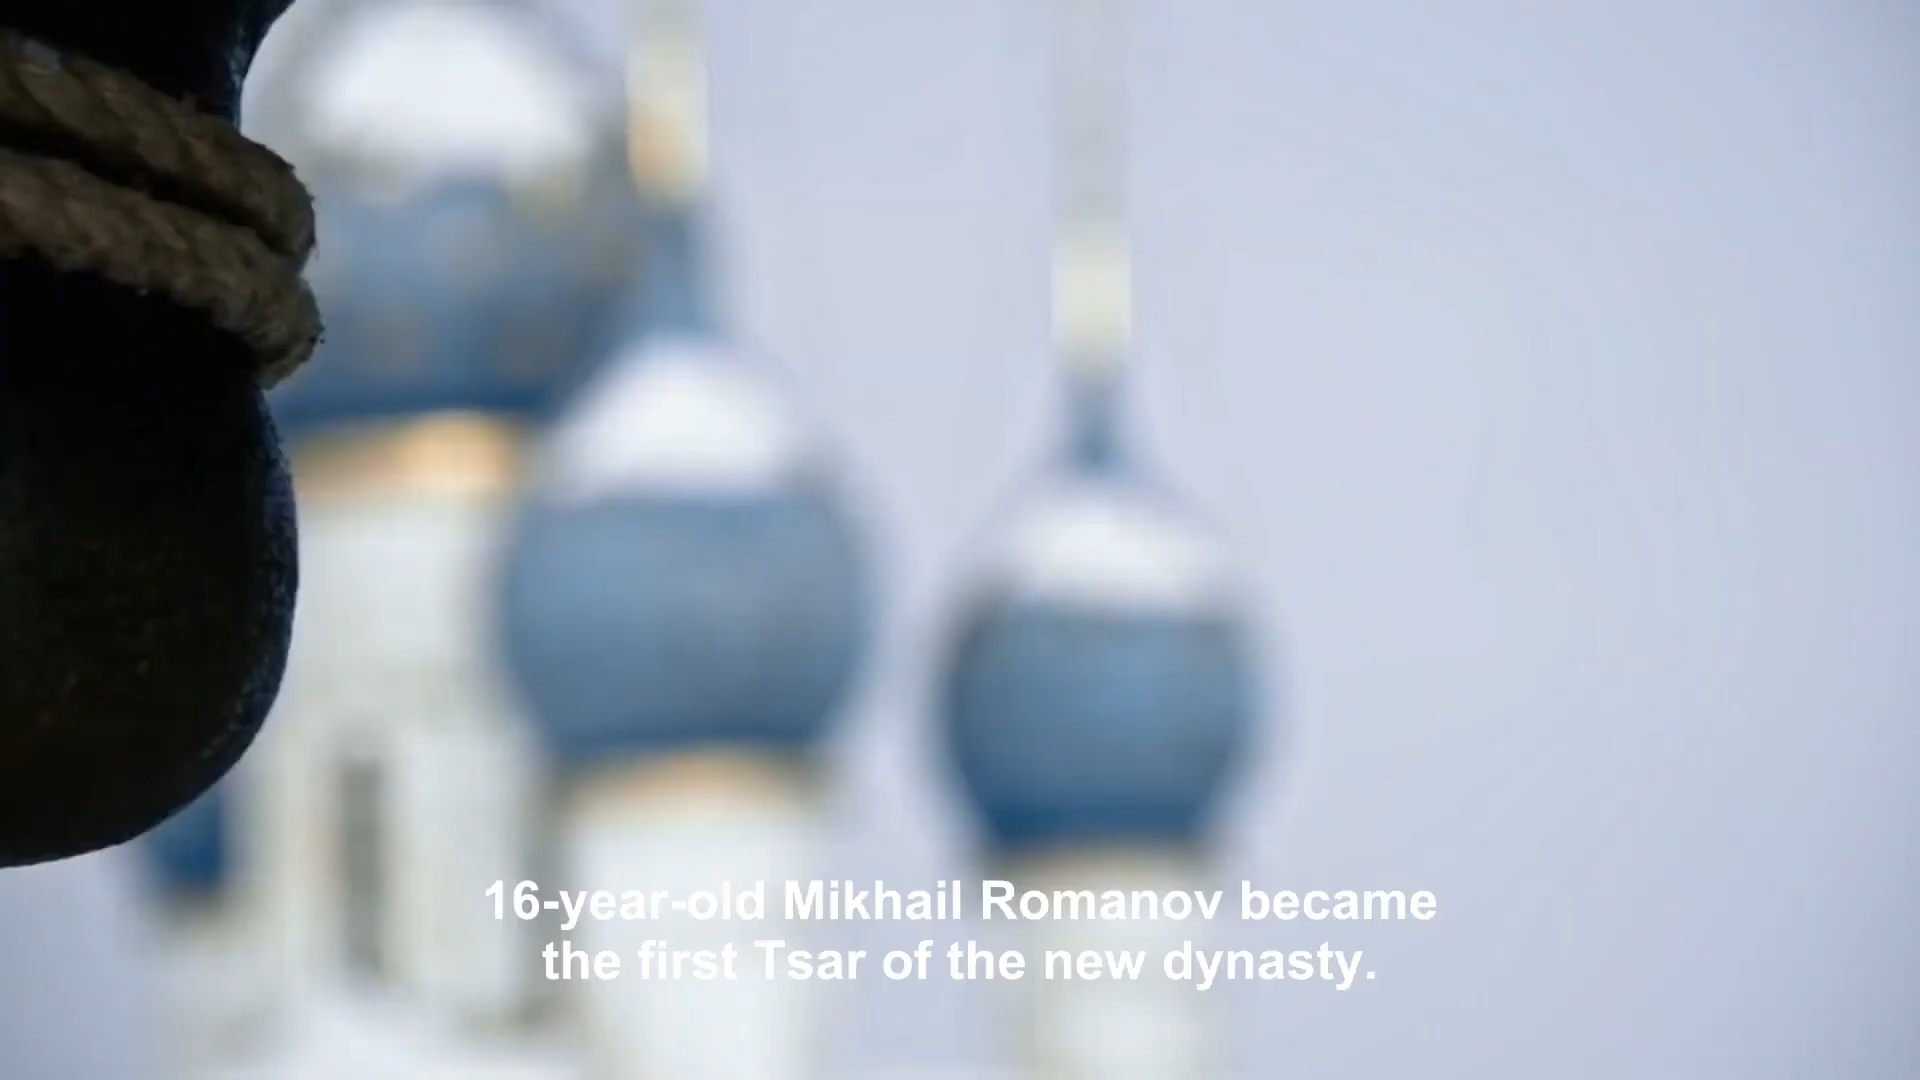 16-year-old Mikhail Romanov became
the first Tsar of the new dynasty.